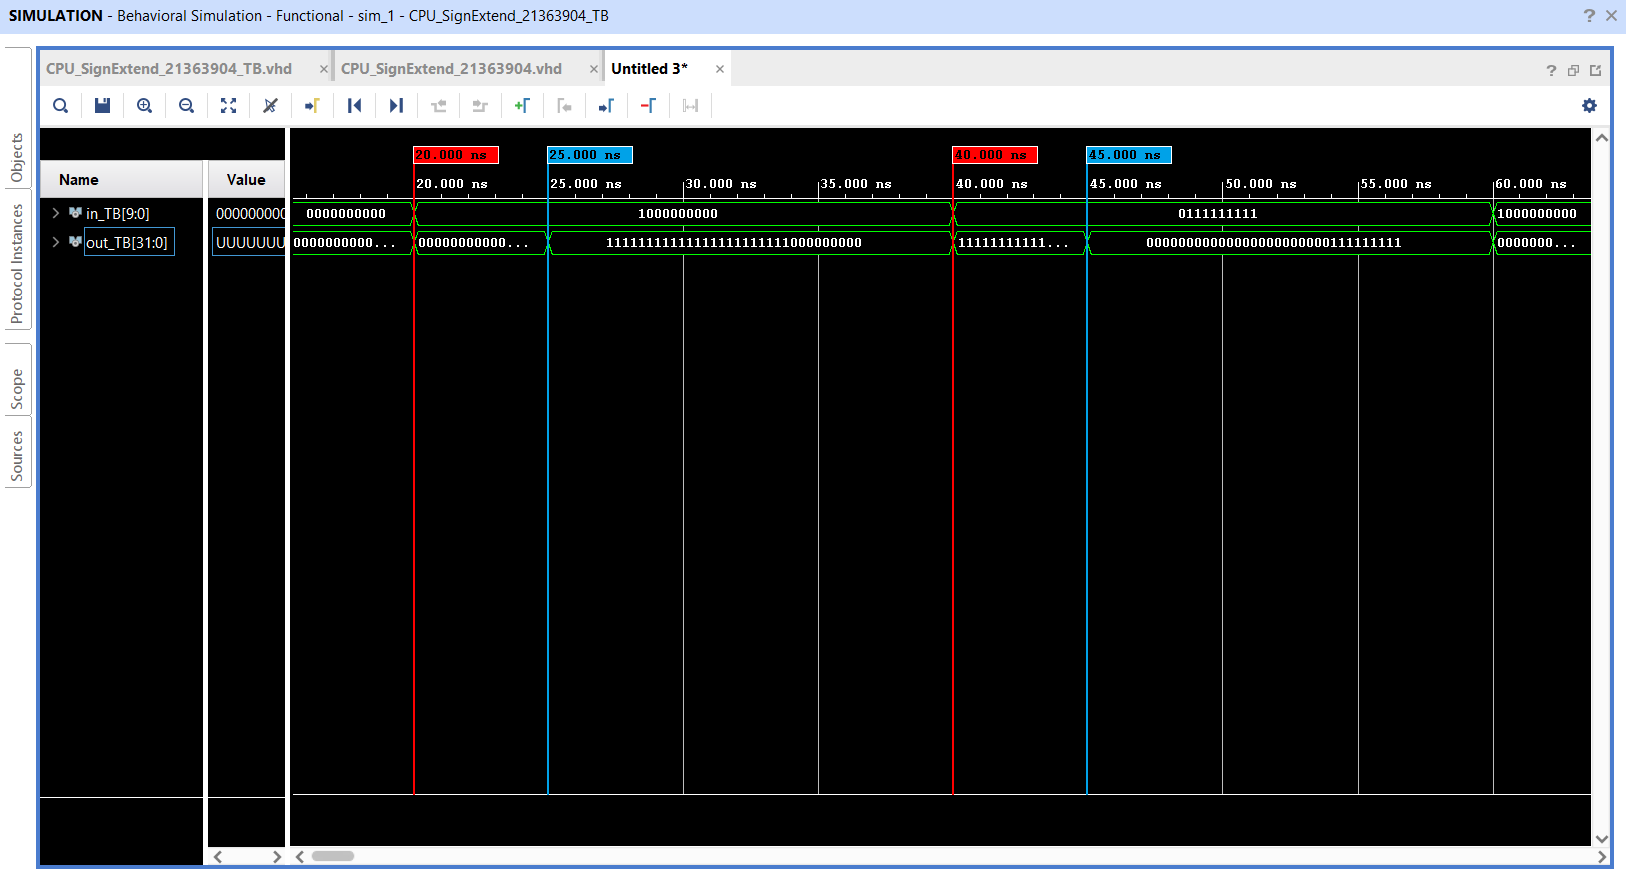 SIMULATION - Behavioral Simulation - Functional - sim_1 - CPU_SignExtend_21363904_TB
CPU_SignExtend_21363904_TB.vhd
CPU_SignExtend_21363904.vhd
Untitled 3*
Objects
Protocol Instances
Scope
Sources
20.000 ns 25.000 ns 40.000 ns 45.000 ns
Name Value
20.000 ns 25.000 ns 30.000 ns 35.000 ns 40.000 ns 45.000 ns 50.000 ns 55.000 ns 60.000 ns
in_TB[9:0] 000000000 0000000000 1000000000 0111111111 1000000000
out_TB[31:0] UUUUUUU 0000000000... 00000000000... 11111111111111111111111000000000 11111111111... 00000000000000000000000111111111 0000000...